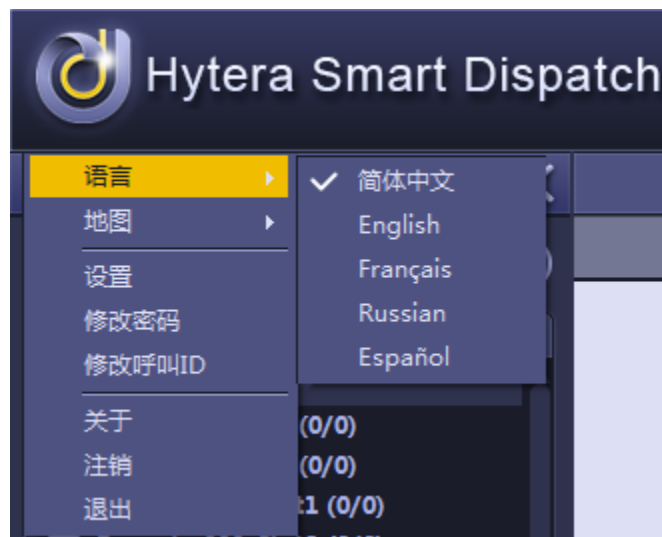 Hytera Smart Dispatch
语言
简体中文
地图
English
Français
设置
Russian
修改密码
Español
修改呼叫ID
关于
(0/0)
注销
(0/0)
退出
1 (0/0)